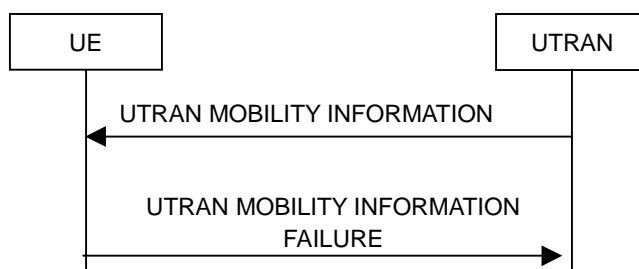 UE
UTRAN
UTRAN MOBILITY INFORMATION
UTRAN MOBILITY INFORMATION
FAILURE